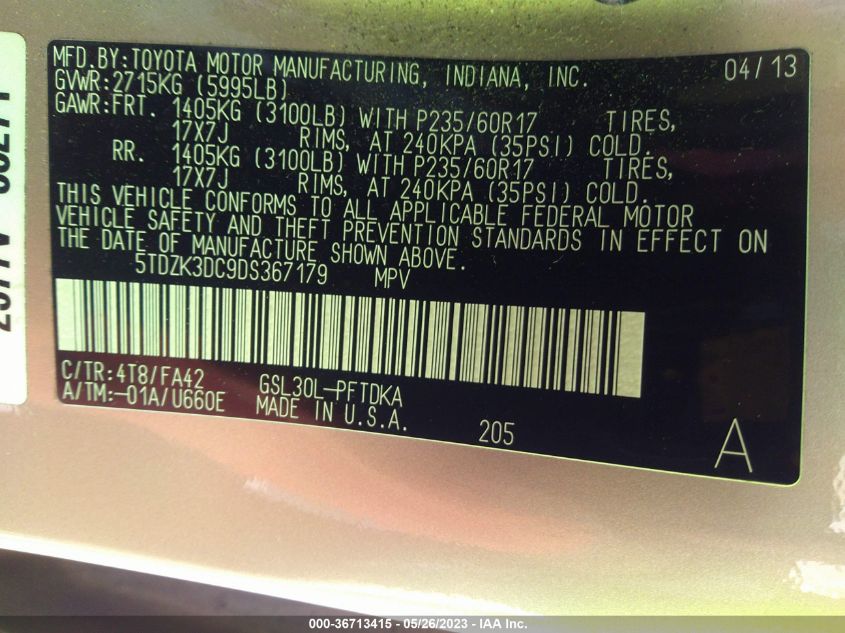 MFD.BY:TOYOTA MOTOR MANUFACTURING, INDIANA, INC. 04/13
GVWR:2715KG (5995LB)
GAWR:FRT. 1405KG (3100LB) WITH P235/60R17 TIRES,
17X7J RIMS, AT 240KPA (35PSI) COLD.
RR. 1405KG (3100LB) WITH P235/60R17 TIRES,
17X7J RIMS, AT 240KPA (35PSI) COLD.
THIS VEHICLE CONFORMS TO ALL APPLICABLE FEDERAL MOTOR
VEHICLE SAFETY AND THEFT PREVENTION STANDARDS IN EFFECT ON
THE DATE OF MANUFACTURE SHOWN ABOVE.
5TDZK3DC9DS367179 MPV
C/TR:4T8/FA42 GSL30L-PFTDKA
A/TM:-01A/U660E MADE IN U.S.A.
205
A
000-36713415 - 05/26/2023 - IAA Inc.